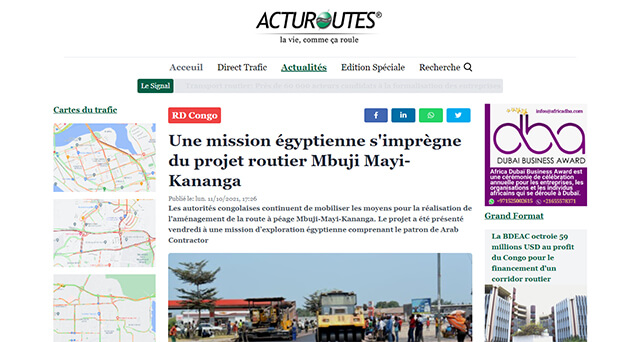 ACTUROUTES®
la vie, comme ça roule
Acceuil
Direct Trafic
Actualités
Edition Spéciale
Recherche
Le Signal
Cartes du trafic
RD Congo
Une mission égyptienne s'imprègne
du projet routier Mbuji Mayi-
Kananga
Publié le: lun. 11/10/2021, 17:26
Les autorités congolaises continent de mobiliser les moyens pour la réalisation de
l'aménagement de la route à péage Mbuji-Mayi-Kananga. Le projet a été présenté
vendredi à une mission d'exploration égyptienne comprenant le patron de Arab
Contractor
info@africadba.com
dba
DUBAI BUSINESS AWARD
Africa Dubai Business Award est
une cérémonie de célébration
annuelle pour les entreprises, les
organisations et les individus
africains qui se déroule à Dubai.
+971525003615
+21655578371
Grand Format
La BDEAC octroie 59
millions USD au profit
du Congo pour le
financement d'un
corridor routier